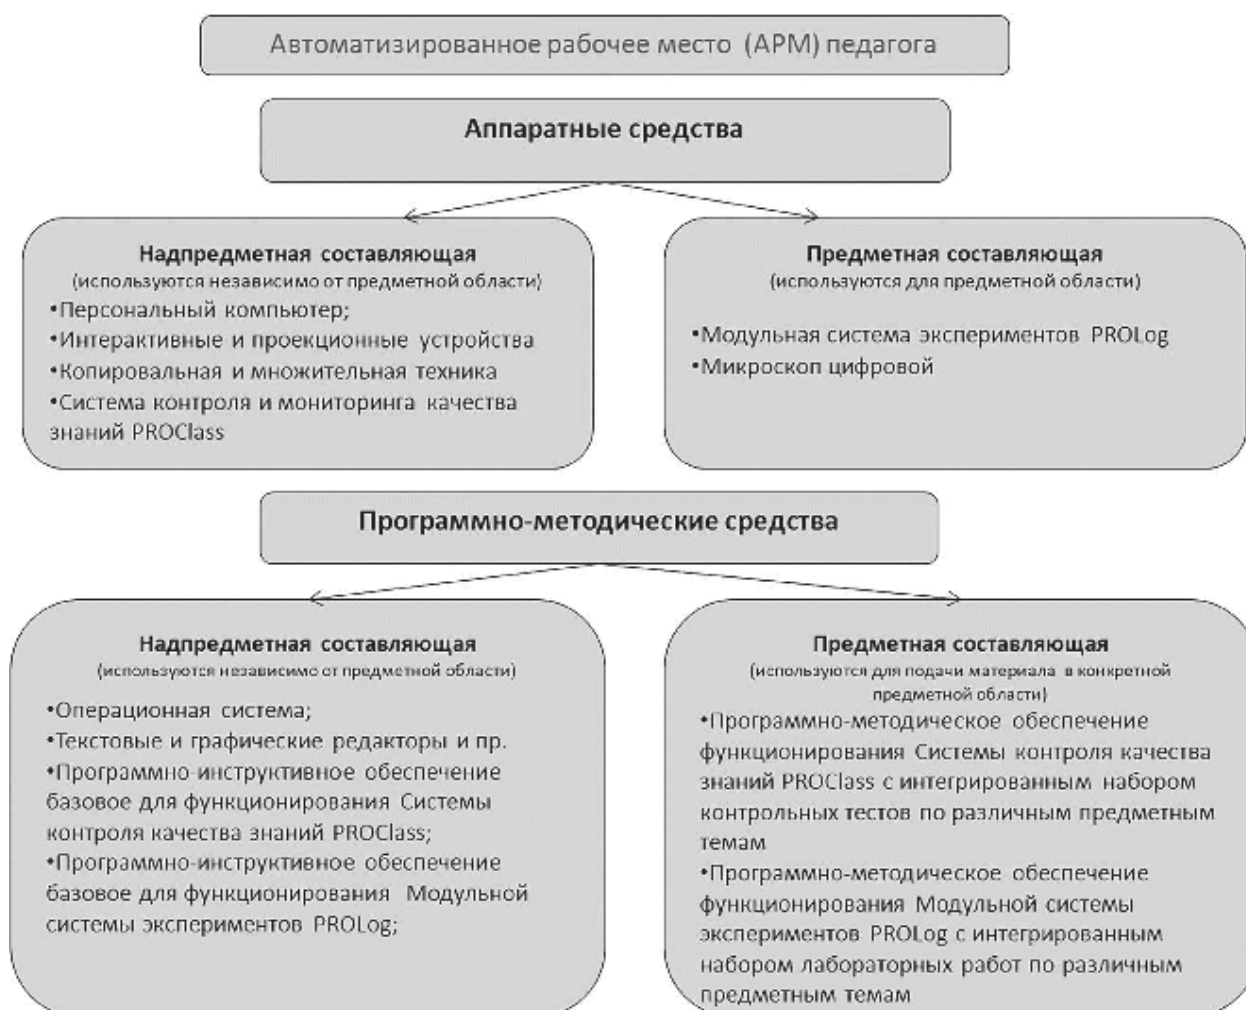 Автоматизированное рабочее место (АРМ) педагога
Аппаратные средства
Надпредметная составляющая
(используются независимо от предметной области)
•Персональный компьютер;
•Интерактивные и проекционные устройства
•Копировальная и множительная техника
•Система контроля и мониторинга качества
знаний PROClass
Предметная составляющая
(используются для предметной области)
•Модульная система экспериментов PROLog
•Микроскоп цифровой
Программно-методические средства
Надпредметная составляющая
(используются независимо от предметной области)
•Операционная система;
•Текстовые и графические редакторы и пр.
•Программно-инструктивное обеспечение
базовое для функционирования Системы
контроля качества знаний PROClass;
•Программно-инструктивное обеспечение
базовое для функционирования Модульной
системы экспериментов PROLog;
Предметная составляющая
(используются для подачи материала в конкретной
предметной области)
•Программно-методическое обеспечение
функционирования Системы контроля качества
знаний PROClass с интегрированным набором
контрольных тестов по различным предметным
темам
•Программно-методическое обеспечение
функционирования Модульной системы
экспериментов PROLog с интегрированным
набором лабораторных работ по различным
предметным темам